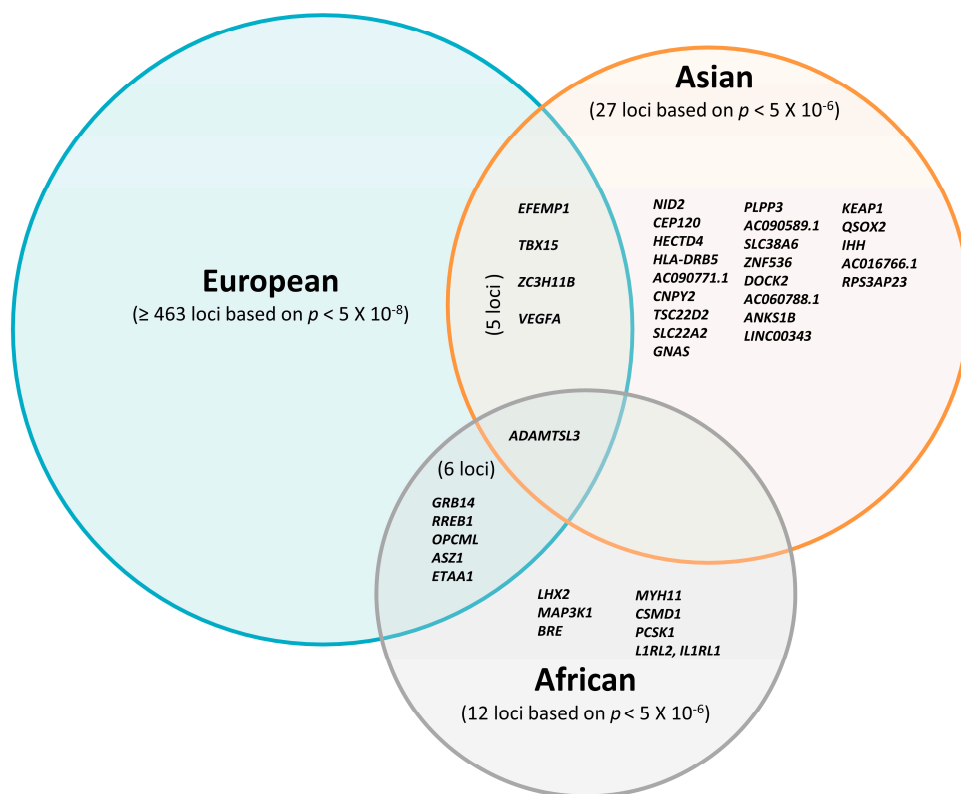 Asian
(27 loci based on p < 5 X 10-6)
European
(≥ 463 loci based on p < 5 X 10-8)
(5 loci)
EFEMP1
TBX15
ZC3H11B
VEGFA
NID2
CEP120
HECTD4
HLA-DRB5
AC090771.1
CNPY2
TSC22D2
SLC22A2
GNAS
PLPP3
AC090589.1
SLC38A6
ZNF536
DOCK2
AC060788.1
ANKS1B
LINC00343
KEAP1
QSOX2
IHH
AC016766.1
RPS3AP23
ADAMTSL3
(6 loci)
GRB14
RREB1
OPCML
ASZ1
ETAA1
LHX2
MAP3K1
BRE
MYH11
CSMD1
PCSK1
L1RL2, IL1RL1
African
(12 loci based on p < 5 X 10-6)